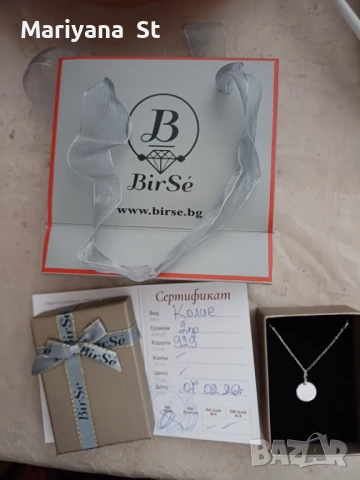 Mariyana St
B
BirSé
www.birse.bg
Сертификат
Вид Колие
Грамаж 2гр
Карати 925
Камъни –
Цена –
Дата 07.02.26г
BirSé
BirSé
BAZAR